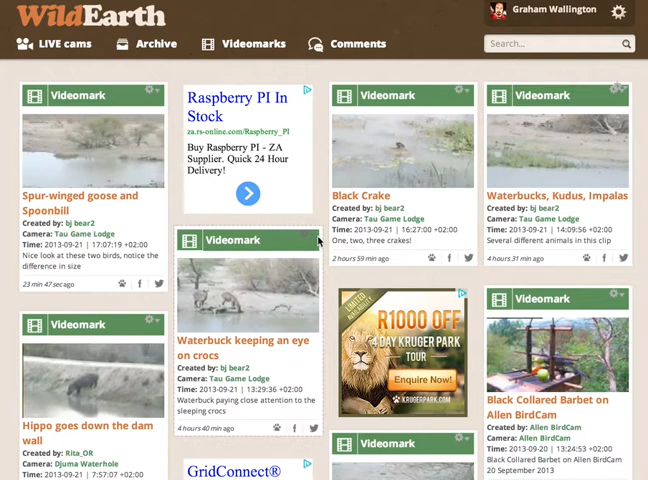 WildEarth
Graham Wallington
LIVE cams
Archive
Videomarks
Comments
Search...
Videomark
Spur-winged goose and
Spoonbill
Created by: bj bear2
Camera: Tau Game Lodge
Time: 2013-09-21 | 17:07:19 +02:00
Nice look at these two birds, notice the
difference in size
23 min 47 sec ago
Videomark
Hippo goes down the dam
wall
Created by: Rita_OR
Camera: Djuma Waterhole
Time: 2013-09-21 | 7:57:07 +02:00
Raspberry PI In
Stock
za.rs-online.com/Raspberry_PI
Buy Raspberry PI - ZA
Supplier. Quick 24 Hour
Delivery!
Videomark
Waterbuck keeping an eye
on crocs
Created by: bj bear2
Camera: Tau Game Lodge
Time: 2013-09-21 | 13:29:36 +02:00
Waterbuck paying close attention to the
sleeping crocs
4 hours 40 min ago
GridConnect®
Videomark
Black Crake
Created by: bj bear2
Camera: Tau Game Lodge
Time: 2013-09-21 | 16:27:00 +02:00
One, two, three crakes!
2 hours 59 min ago
LIMITED
AVAILABILITY
R1000 OFF
4 DAY KRUGER PARK
TOUR
Enquire Now!
KRUGERPARK.COM
Videomark
Videomark
Waterbucks, Kudus, Impalas
Created by: bj bear2
Camera: Tau Game Lodge
Time: 2013-09-21 | 14:09:56 +02:00
Several different animals in this clip
4 hours 31 min ago
Videomark
Black Collared Barbet on
Allen BirdCam
Created by: Allen BirdCam
Camera: Allen BirdCam
Time: 2013-09-20 | 13:24:53 +02:00
Black Collared Barbet on Allen BirdCam
20 September 2013